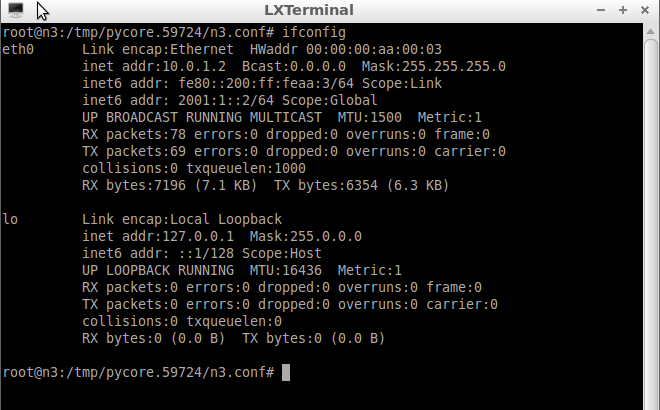 LXTerminal
root@n3:/tmp/pycore.59724/n3.conf# ifconfig
eth0      Link encap:Ethernet  HWaddr 00:00:00:aa:00:03
          inet addr:10.0.1.2  Bcast:0.0.0.0  Mask:255.255.255.0
          inet6 addr: fe80::200:ff:feaa:3/64 Scope:Link
          inet6 addr: 2001:1::2/64 Scope:Global
          UP BROADCAST RUNNING MULTICAST  MTU:1500  Metric:1
          RX packets:78 errors:0 dropped:0 overruns:0 frame:0
          TX packets:69 errors:0 dropped:0 overruns:0 carrier:0
          collisions:0 txqueuelen:1000
          RX bytes:7196 (7.1 KB)  TX bytes:6354 (6.3 KB)

lo        Link encap:Local Loopback
          inet addr:127.0.0.1  Mask:255.0.0.0
          inet6 addr: ::1/128 Scope:Host
          UP LOOPBACK RUNNING  MTU:16436  Metric:1
          RX packets:0 errors:0 dropped:0 overruns:0 frame:0
          TX packets:0 errors:0 dropped:0 overruns:0 carrier:0
          collisions:0 txqueuelen:0
          RX bytes:0 (0.0 B)  TX bytes:0 (0.0 B)

root@n3:/tmp/pycore.59724/n3.conf#